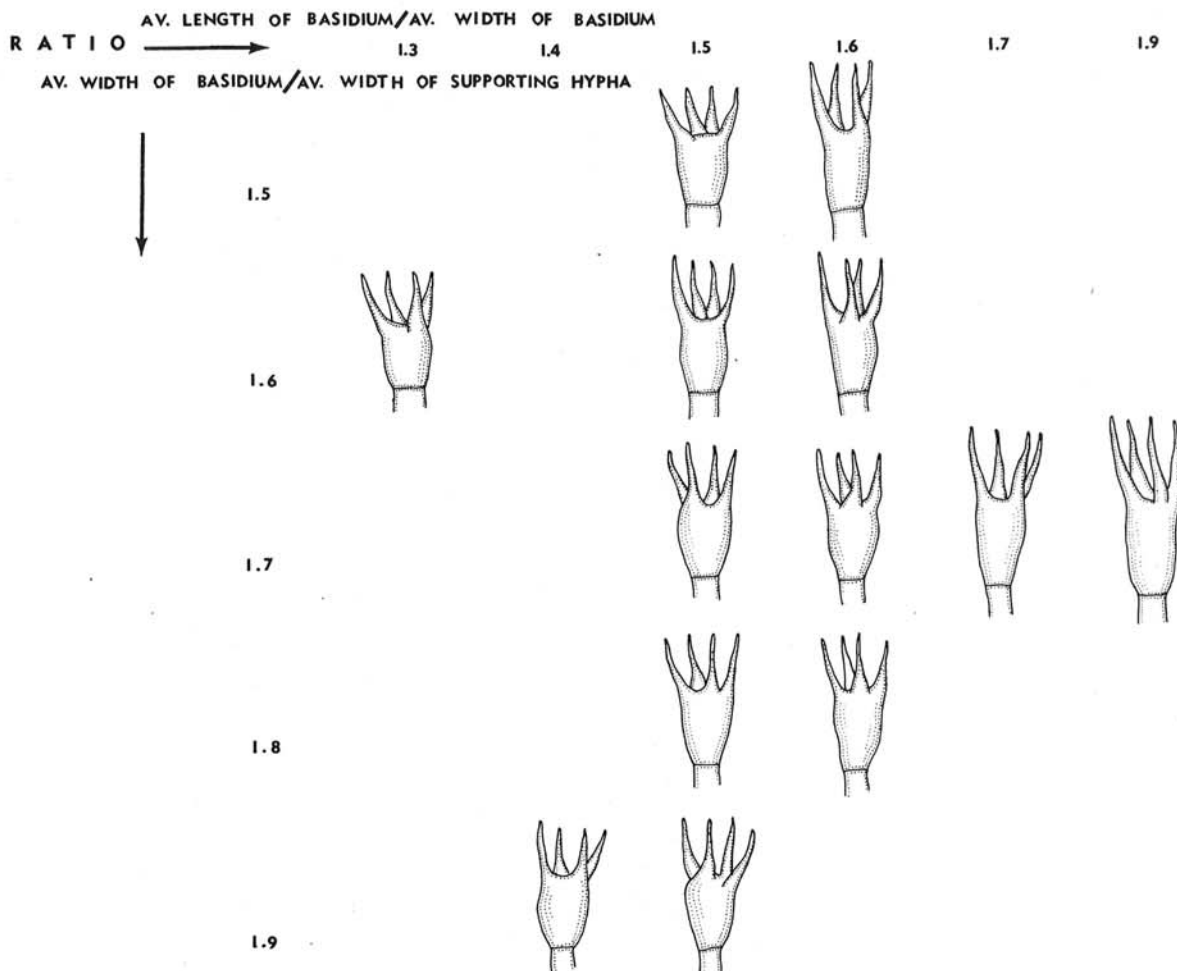 AV. LENGTH OF BASIDIUM/AV. WIDTH OF BASIDIUM
RATIO 1.3 1.4 1.5 1.6 1.7 1.9
AV. WIDTH OF BASIDIUM/AV. WIDTH OF SUPPORTING HYPHA
1.5
1.6
1.7
1.8
1.9